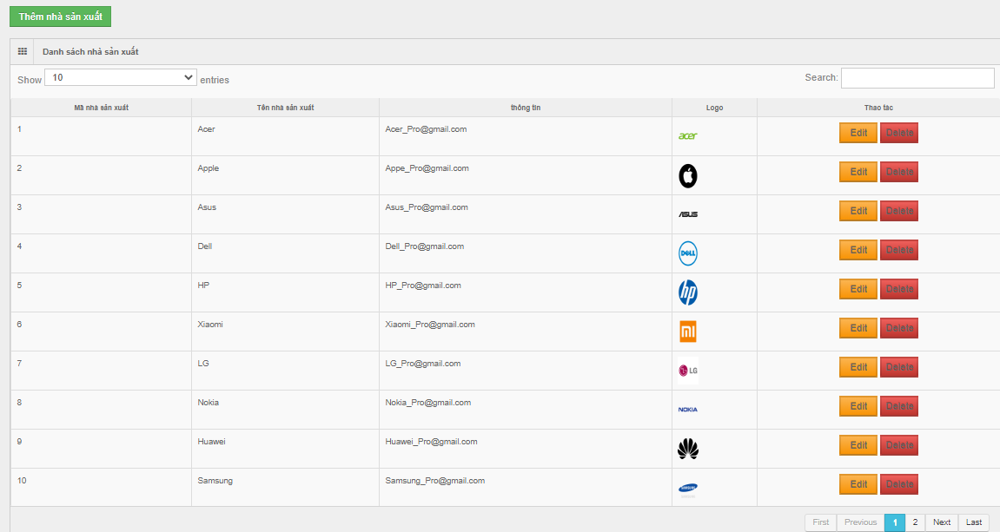 Thêm nhà sản xuất
Danh sách nhà sản xuất
Show 10 entries
Search:
Mã nhà sản xuất Tên nhà sản xuất thông tin Logo Thao tác
1 Acer Acer_Pro@gmail.com acer Edit Delete
2 Apple Appe_Pro@gmail.com Edit Delete
3 Asus Asus_Pro@gmail.com ASUS Edit Delete
4 Dell Dell_Pro@gmail.com DELL Edit Delete
5 HP HP_Pro@gmail.com hp Edit Delete
6 Xiaomi Xiaomi_Pro@gmail.com mi Edit Delete
7 LG LG_Pro@gmail.com LG Edit Delete
8 Nokia Nokia_Pro@gmail.com NOKIA Edit Delete
9 Huawei Huawei_Pro@gmail.com Edit Delete
10 Samsung Samsung_Pro@gmail.com SAMSUNG Edit Delete
First Previous 1 2 Next Last